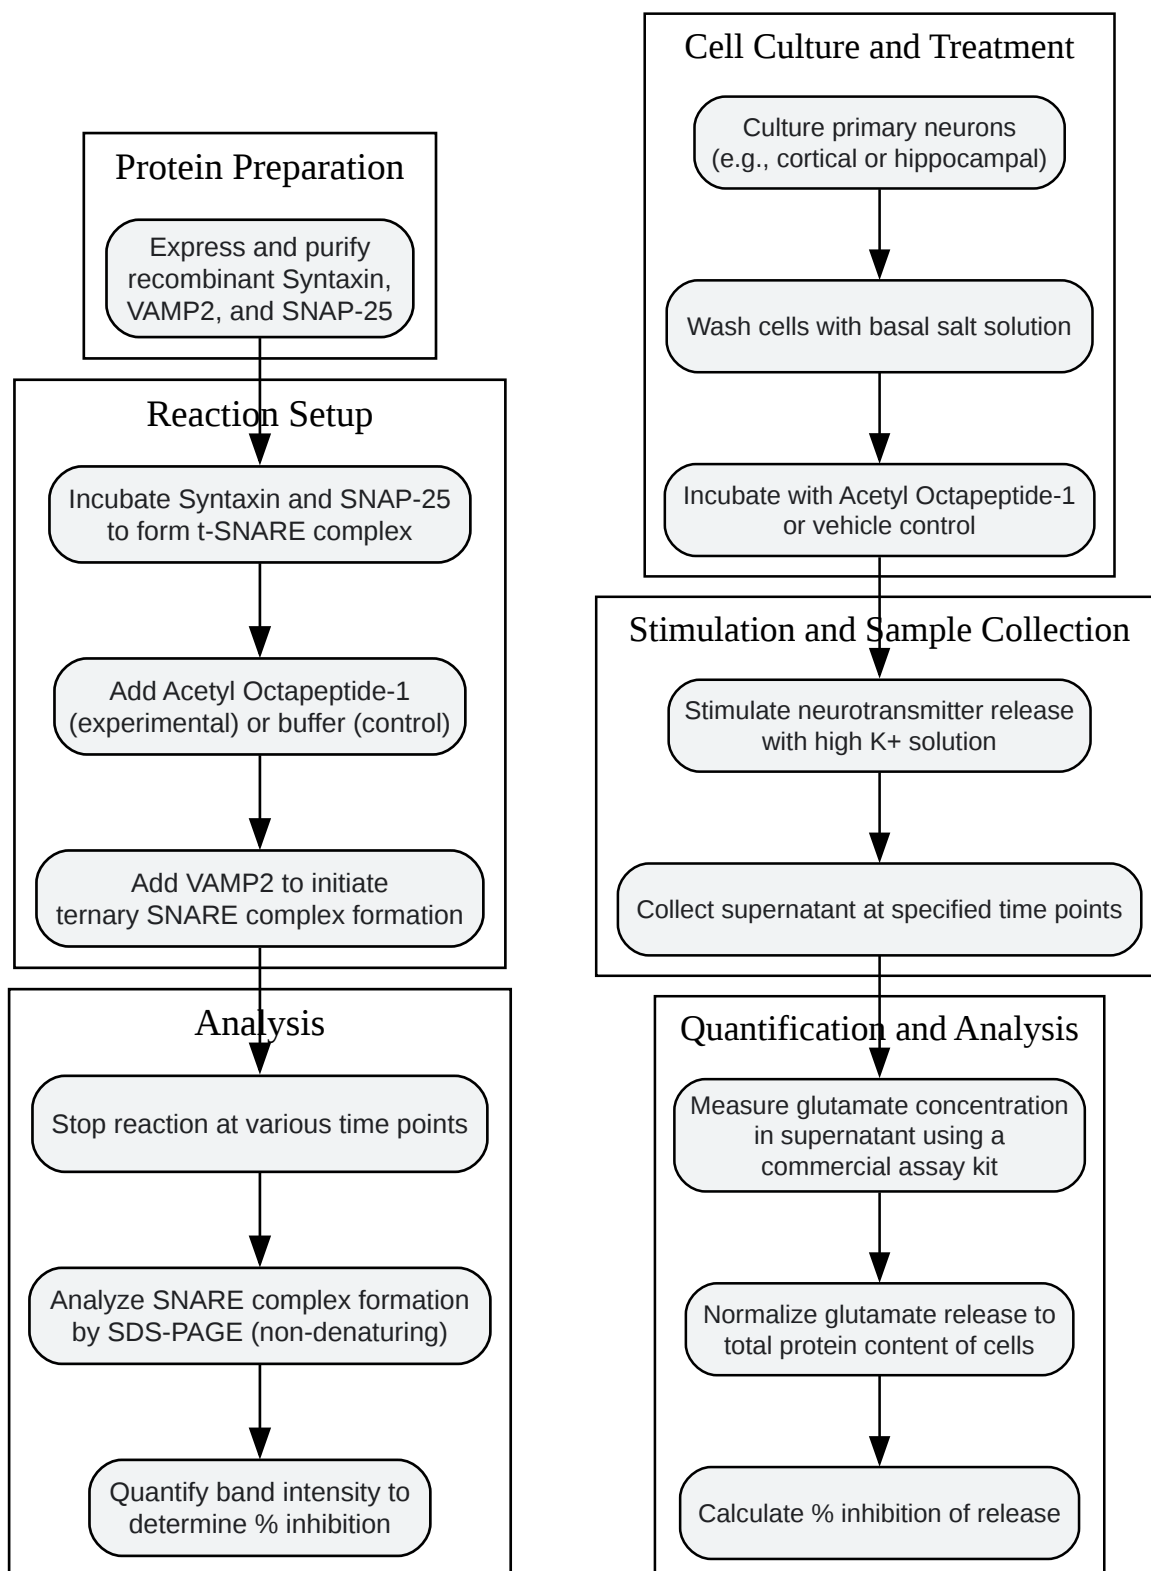 Protein Preparation
Express and purify
recombinant Syntaxin,
VAMP2, and SNAP-25
Reaction Setup
Incubate Syntaxin and SNAP-25
to form t-SNARE complex
Add Acetyl Octapeptide-1
(experimental) or buffer (control)
Add VAMP2 to initiate
ternary SNARE complex formation
Analysis
Stop reaction at various time points
Analyze SNARE complex formation
by SDS-PAGE (non-denaturing)
Quantify band intensity to
determine % inhibition
Cell Culture and Treatment
Culture primary neurons
(e.g., cortical or hippocampal)
Wash cells with basal salt solution
Incubate with Acetyl Octapeptide-1
or vehicle control
Stimulation and Sample Collection
Stimulate neurotransmitter release
with high K+ solution
Collect supernatant at specified time points
Quantification and Analysis
Measure glutamate concentration
in supernatant using a
commercial assay kit
Normalize glutamate release to
total protein content of cells
Calculate % inhibition of release